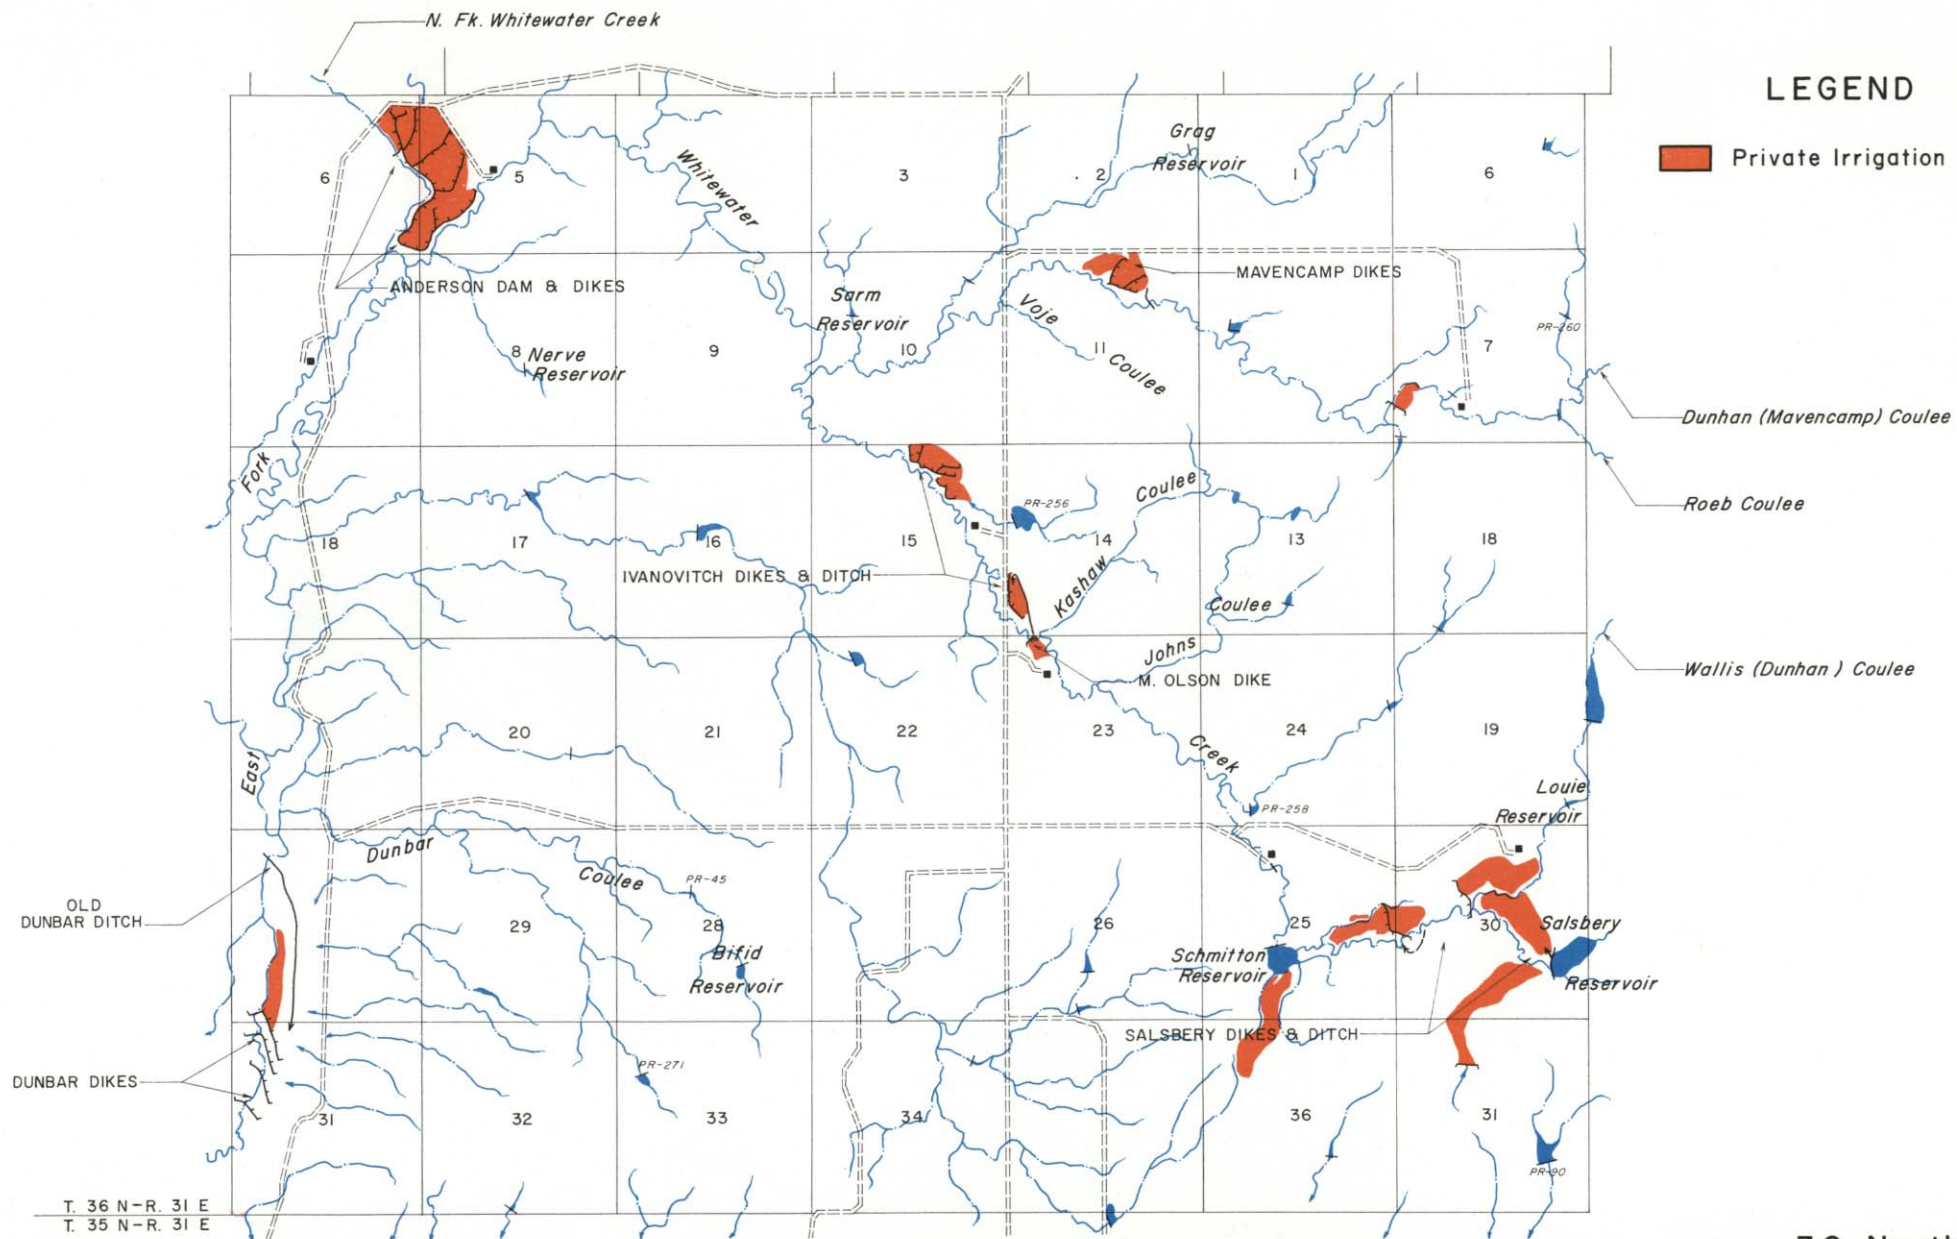 N. Fk. Whitewater Creek
LEGEND
Private Irrigation
Grag
Reservoir
Whitewater
6
5
3
2
1
6
ANDERSON DAM & DIKES
MAVENCAMP DIKES
Sarm
Reservoir
Voje
Coulee
PR-260
8
Nerve
Reservoir
9
10
11
7
Dunhan (Mavencamp) Coulee
Fork
Coulee
PR-256
Roeb Coulee
18
17
16
15
14
13
18
IVANOVITCH DIKES & DITCH
Kashaw
Coulee
Johns
M. OLSON DIKE
Wallis (Dunhan ) Coulee
20
21
22
23
24
19
East
Creek
Louie
Reservoir
PR-258
Dunbar
Coulee
PR-45
OLD
DUNBAR DITCH
29
28
26
25
30
Salsbery
Reservoir
Bifid
Reservoir
Schmitton
Reservoir
SALSBERY DIKES & DITCH
DUNBAR DIKES
PR-271
31
32
33
34
36
31
PR-90
T. 36 N-R. 31 E
T. 35 N-R. 31 E